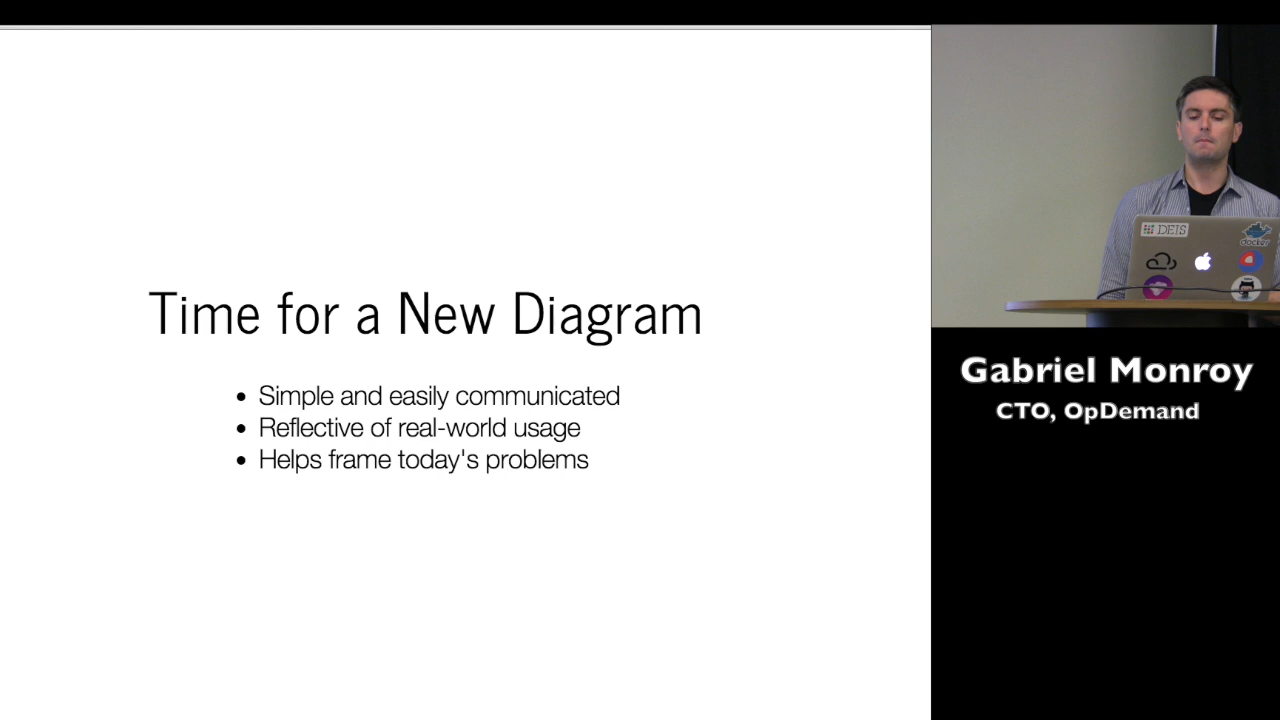 Time for a New Diagram
• Simple and easily communicated
• Reflective of real-world usage
• Helps frame today's problems
DEIS
docker
Gabriel Monroy
CTO, OpDemand